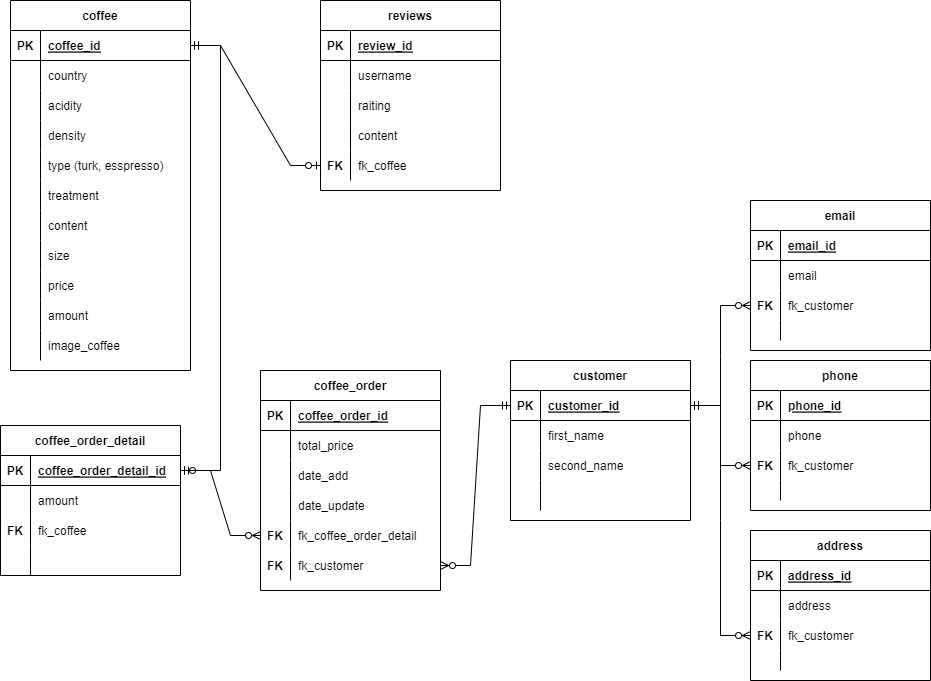 coffee
PK coffee_id
country
acidity
density
type (turk, esspresso)
treatment
content
size
price
amount
image_coffee
reviews
PK review_id
username
raiting
content
FK fk_coffee
coffee_order_detail
PK coffee_order_detail_id
amount
FK fk_coffee
coffee_order
PK coffee_order_id
total_price
date_add
date_update
FK fk_coffee_order_detail
FK fk_customer
customer
PK customer_id
first_name
second_name
email
PK email_id
email
FK fk_customer
phone
PK phone_id
phone
FK fk_customer
address
PK address_id
address
FK fk_customer